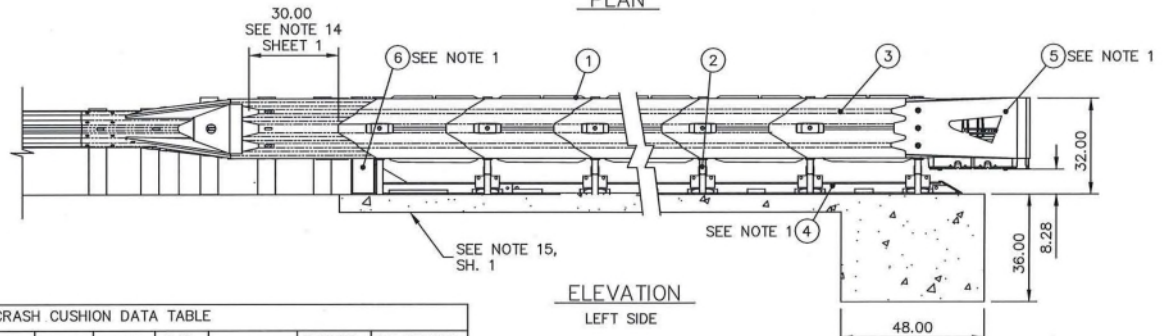 PLAN
30.00
SEE NOTE 14
SHEET 1
6 SEE NOTE 1
1
2
3
5 SEE NOTE 1
32.00
SEE NOTE 1 4
8.28
36.00
SEE NOTE 15,
SH. 1
ELEVATION
LEFT SIDE
48.00
CRASH CUSHION DATA TABLE